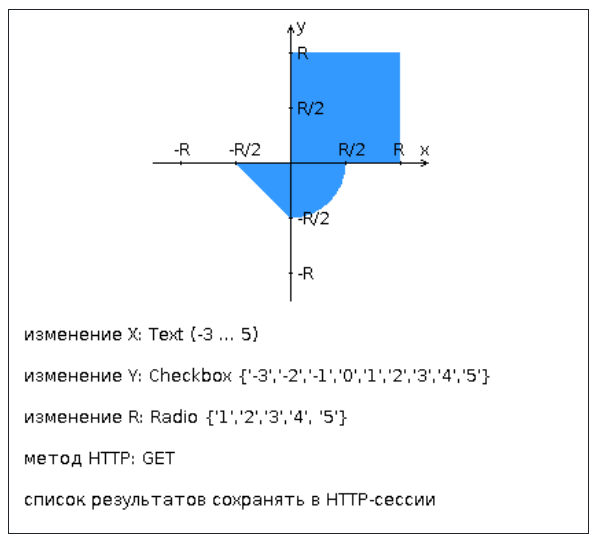 y
R
R/2
-R
-R/2
R/2
R
x
-R/2
-R
изменение X: Text (-3 ... 5)
изменение Y: Checkbox {'-3','-2','-1','0','1','2','3','4','5'}
изменение R: Radio {'1','2','3','4', '5'}
метод HTTP: GET
список результатов сохранять в HTTP-сессии